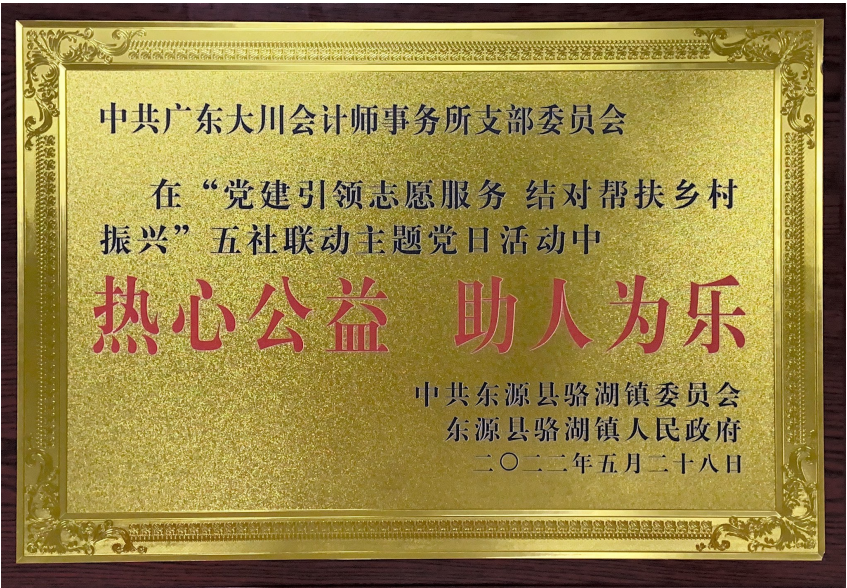 中共广东大川会计师事务所支部委员会
在“党建引领志愿服务 结对帮扶乡村
振兴”五社联动主题党日活动中
热心公益 助人为乐
中共东源县骆湖镇委员会
东源县骆湖镇人民政府
二〇二二年五月二十八日